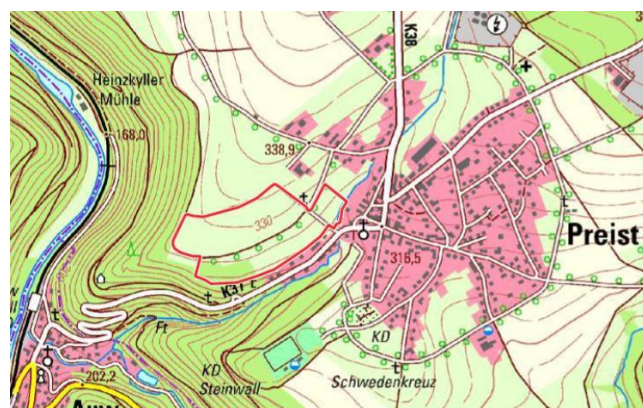 K38
Heinzkyller
Mühle
168,0
338,9
330
Preist
316,5
K31
Ft
KD
KD
Steinwall
Schwedenkreuz
202,2